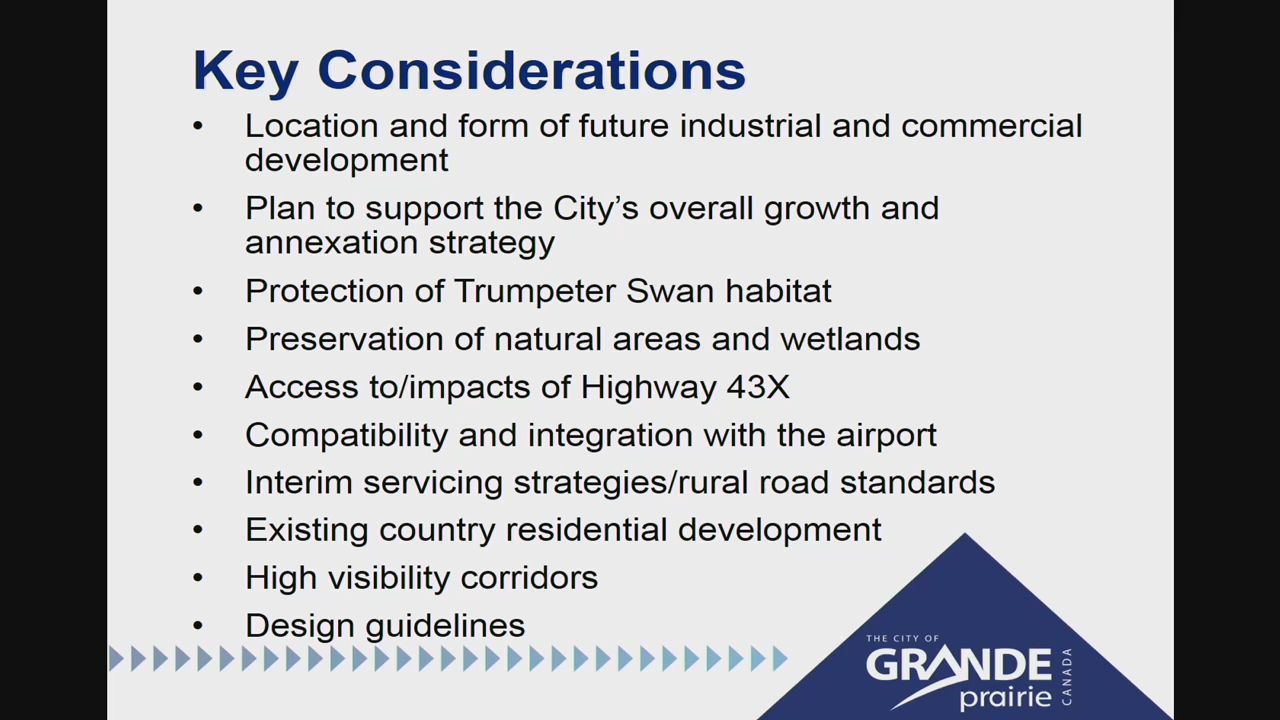 Key Considerations
• Location and form of future industrial and commercial
development
• Plan to support the City's overall growth and
annexation strategy
• Protection of Trumpeter Swan habitat
• Preservation of natural areas and wetlands
• Access to/impacts of Highway 43X
• Compatibility and integration with the airport
• Interim servicing strategies/rural road standards
• Existing country residential development
• High visibility corridors
• Design guidelines
THE CITY OF
GRANDE
prairie
CANADA